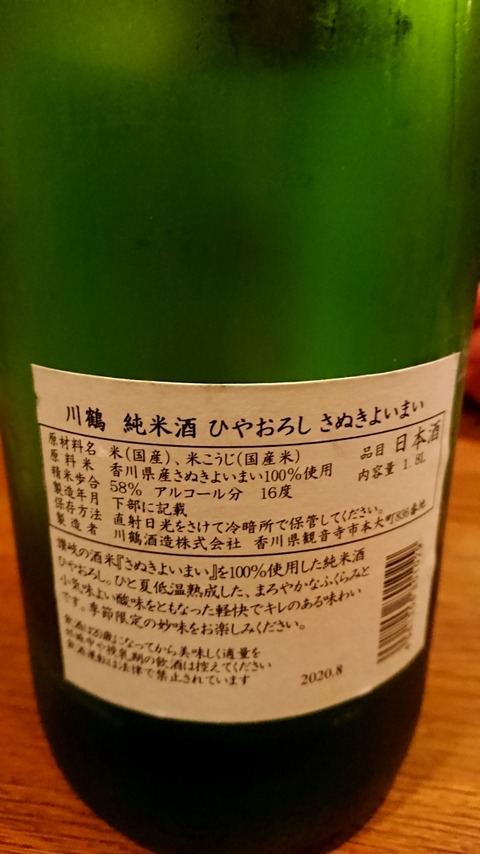 川鶴 純米酒 ひやおろし さぬきよいまい
原材料名 米(国産)、米こうじ(国産米)
品目 日本酒
原料米 香川県産さぬきよいまい100%使用
内容量 1.8L
精米歩合 58% アルコール分 16度
製造年月 下部に記載
保存方法 直射日光をさけて冷暗所で保管してください。
製造者 川鶴酒造株式会社 香川県観音寺市本大町836番地
讃岐の酒米『さぬきよいまい』を100%使用した純米酒
ひやおろし。ひと夏低温熟成した、まろやかなふくらみと
小気味よい酸味をともなった軽快でキレのある味わい
です。季節限定の妙味をお楽しみください。
飲酒は20歳になってから美味しく適量を
妊娠中や授乳期の飲酒は控えてください
飲酒運転は法律で禁止されています
2020.8